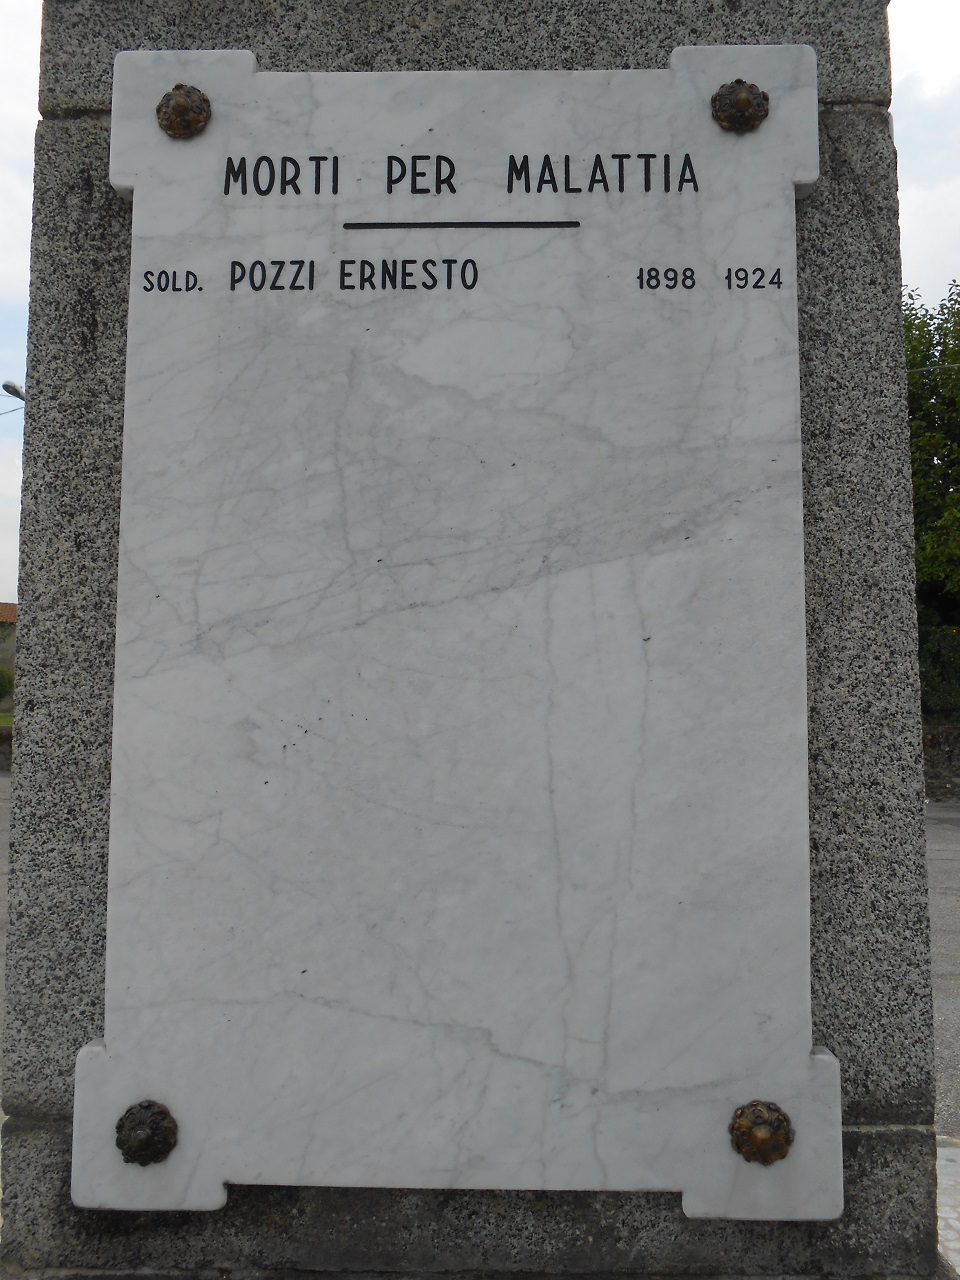 MORTI PER MALATTIA
SOLD. POZZI ERNESTO 1898 1924